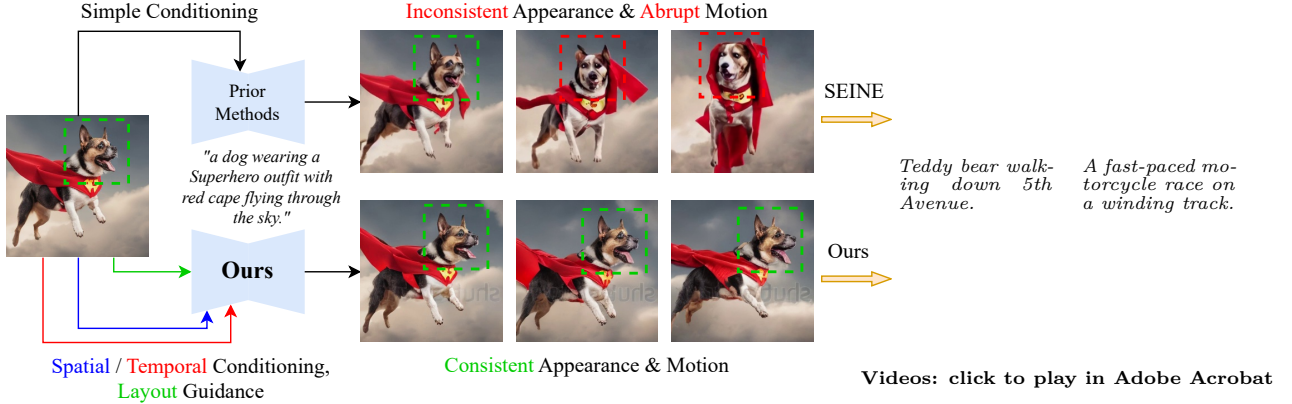 Simple Conditioning
Inconsistent Appearance & Abrupt Motion
Prior
Methods
"a dog wearing a
Superhero outfit with
red cape flying through
the sky."
Ours
Spatial / Temporal Conditioning,
Layout Guidance
Consistent Appearance & Motion
SEINE
Ours
Teddy bear walk-
ing down 5th
Avenue.
A fast-paced mo-
torcycle race on
a winding track.
Videos: click to play in Adobe Acrobat